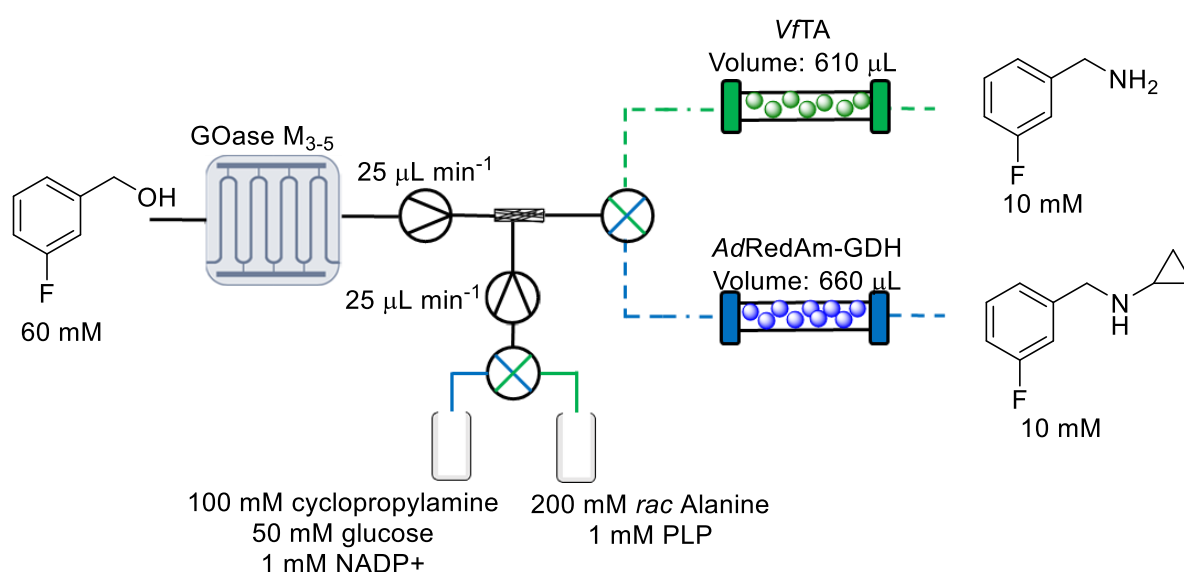 VfTA
Volume: 610 μL
NH2
F
10 mM
GOase M3-5
OH
F
60 mM
25 μL min-1
25 μL min-1
AdRedAm-GDH
Volume: 660 μL
N
H
F
10 mM
100 mM cyclopropylamine
50 mM glucose
1 mM NADP+
200 mM rac Alanine
1 mM PLP